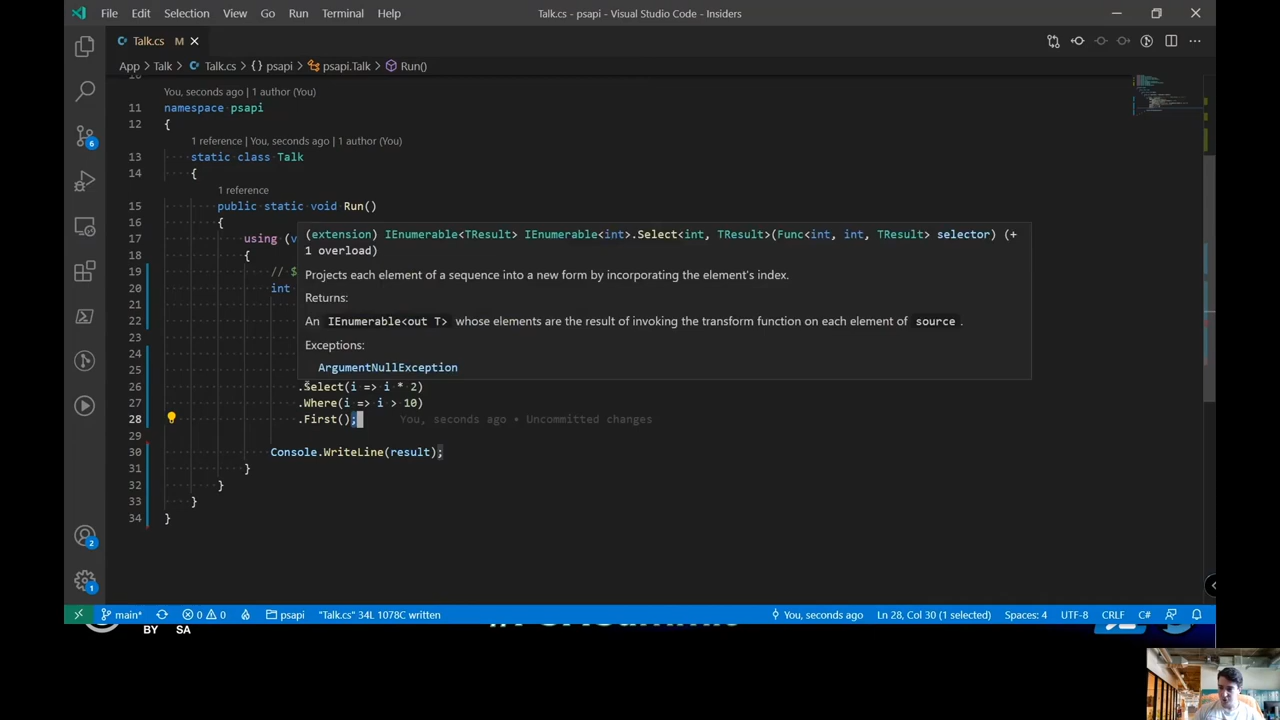 File Edit Selection View Go Run Terminal Help Talk.cs - psapi - Visual Studio Code - Insiders
Talk.cs M
App > Talk > Talk.cs > {} psapi > psapi.Talk > Run()
10
You, seconds ago | 1 author (You)
11 namespace psapi
12 {
1 reference | You, seconds ago | 1 author (You)
13 static class Talk
14 {
1 reference
15 public static void Run()
16 {
17 using (v
18 {
19 // $
20 int
21
22
23
24
25
(extension) IEnumerable<TResult> IEnumerable<int>.Select<int, TResult>(Func<int, int, TResult> selector) (+
1 overload)
Projects each element of a sequence into a new form by incorporating the element's index.
Returns:
An IEnumerable<out T> whose elements are the result of invoking the transform function on each element of source .
Exceptions:
ArgumentNullException
26 .Select(i => i * 2)
27 .Where(i => i > 10)
28 .First(); You, seconds ago • Uncommitted changes
29
30 Console.WriteLine(result);
31 }
32 }
33 }
34 }
6
2
1
main* 0 0 psapi "Talk.cs" 34L 1078C written You, seconds ago Ln 28, Col 30 (1 selected) Spaces: 4 UTF-8 CRLF C#
BY SA